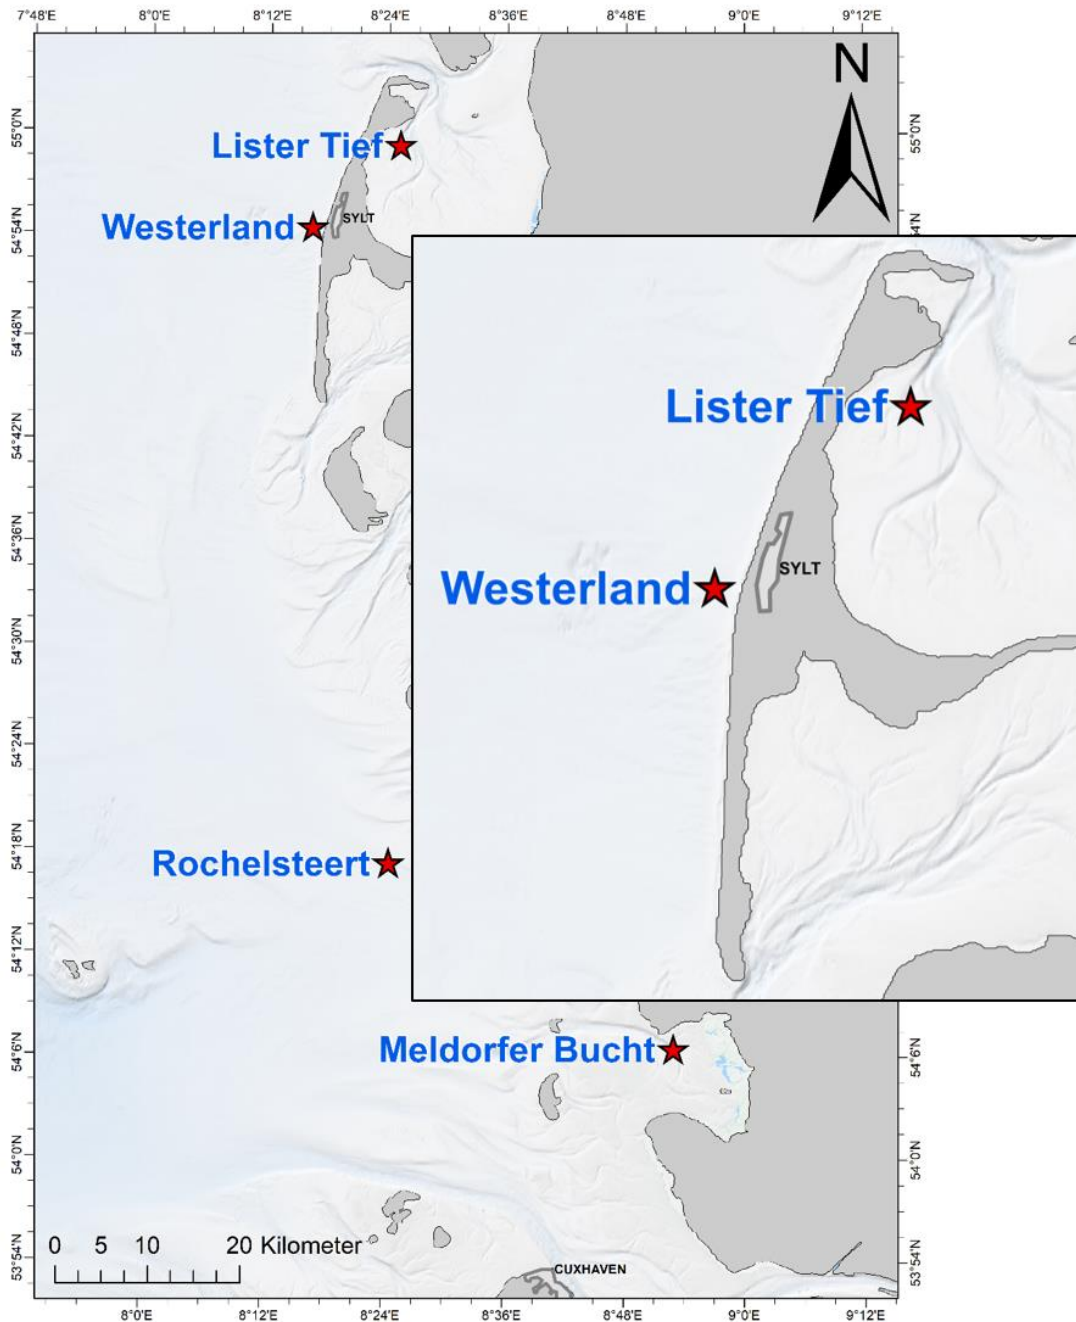 7°48'E 8°0'E 8°12'E 8°24'E 8°36'E 8°48'E 9°0'E 9°12'E
N
55°0'N
55°0'N
Lister Tief
54°54'N
Westerland
SYLT
54°48'N
Lister Tief
54°42'N
54°36'N
Westerland
SYLT
54°30'N
54°24'N
54°18'N
Rochelsteert
54°12'N
54°6'N
Meldorfer Bucht
54°6'N
54°0'N
54°0'N
0 5 10 20 Kilometer
53°54'N
CUXHAVEN
53°54'N
8°0'E 8°12'E 8°24'E 8°36'E 8°48'E 9°0'E 9°12'E